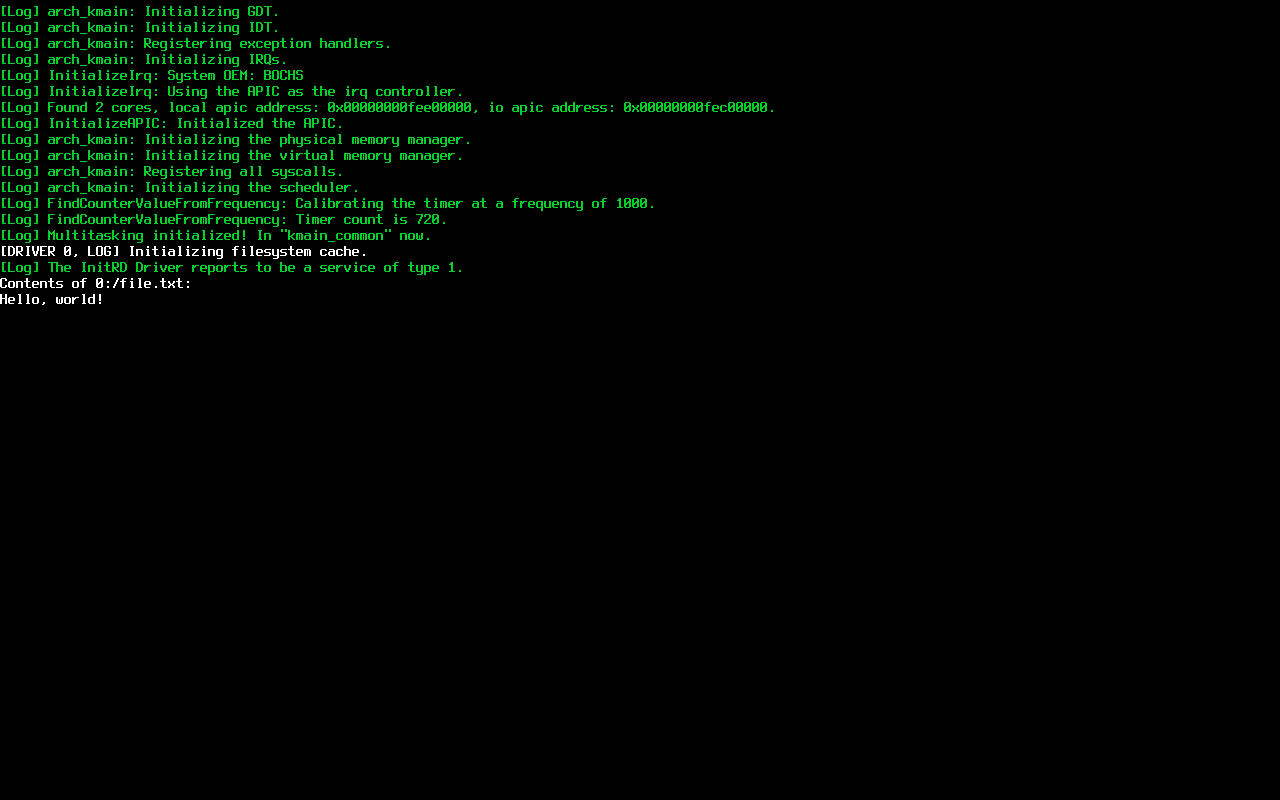 [Log] arch_kmain: Initializing GDT.
[Log] arch_kmain: Initializing IDT.
[Log] arch_kmain: Registering exception handlers.
[Log] arch_kmain: Initializing IRQs.
[Log] InitializeIrq: System OEM: BOCHS
[Log] InitializeIrq: Using the APIC as the irq controller.
[Log] Found 2 cores, local apic address: 0x00000000fee00000, io apic address: 0x00000000fec00000.
[Log] InitializeAPIC: Initialized the APIC.
[Log] arch_kmain: Initializing the physical memory manager.
[Log] arch_kmain: Initializing the virtual memory manager.
[Log] arch_kmain: Registering all syscalls.
[Log] arch_kmain: Initializing the scheduler.
[Log] FindCounterValueFromFrequency: Calibrating the timer at a frequency of 1000.
[Log] FindCounterValueFromFrequency: Timer count is 720.
[Log] Multitasking initialized! In "kmain_common" now.
[DRIVER 0, LOG] Initializing filesystem cache.
[Log] The InitRD Driver reports to be a service of type 1.
Contents of 0:/file.txt:
Hello, world!